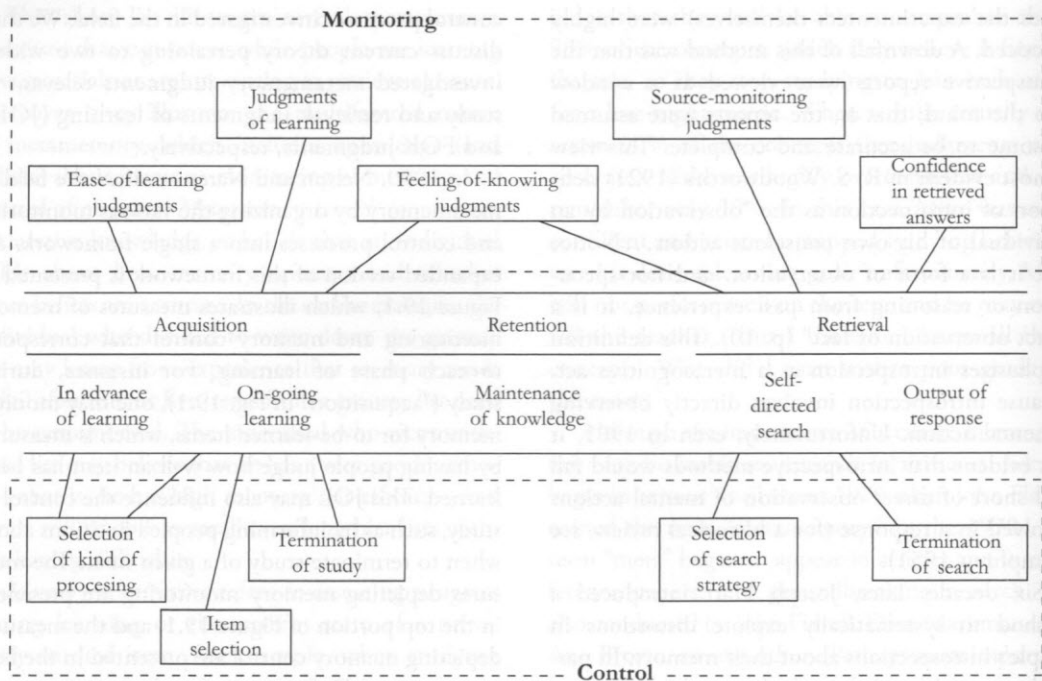 Monitoring
Judgments
of learning
Source-monitoring
judgments
Ease-of-learning
judgments
Feeling-of-knowing
judgments
Confidence
in retrieved
answers
Acquisition
Retention
Retrieval
In advance
of learning
On-going
learning
Maintenance
of knowledge
Self-
directed
search
Output of
response
Selection
of kind of
procesing
Termination
of study
Item
selection
Selection
of search
strategy
Termination
of search
Control